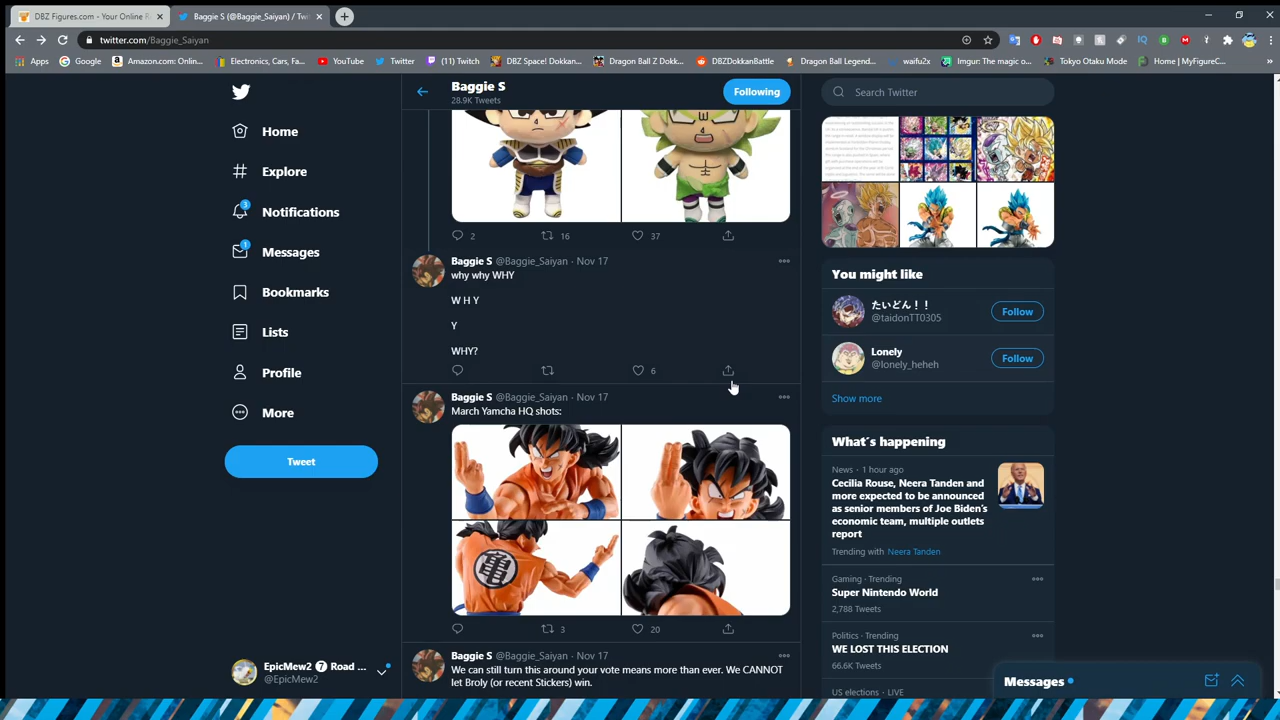 DBZ Figures.com - Your Online R
Baggie S (@Baggie_Saiyan) / Twi
twitter.com/Baggie_Saiyan
Apps
Google
Amazon.com: Onlin...
Electronics, Cars, Fa...
YouTube
Twitter
(11) Twitch
DBZ Space! Dokkan...
Dragon Ball Z Dokk...
DBZDokkanBattle
Dragon Ball Legend...
waifu2x
Imgur: The magic o...
Tokyo Otaku Mode
Home | MyFigureC...
»
Home
Explore
3
Notifications
1
Messages
Bookmarks
Lists
Profile
More
Tweet
EpicMew2 7 Road ...
@EpicMew2
Baggie S
28.9K Tweets
Following
2
16
37
Baggie S @Baggie_Saiyan · Nov 17
why why WHY
W H Y
Y
WHY?
6
Baggie S @Baggie_Saiyan · Nov 17
March Yamcha HQ shots:
亀
3
20
Baggie S @Baggie_Saiyan · Nov 17
We can still turn this around your vote means more than ever. We CANNOT
let Broly (or recent Stickers) win.
Search Twitter
You might like
たいどん！！
@taidonTT0305
Follow
Lonely
@lonely_heheh
Follow
Show more
What's happening
News · 1 hour ago
Cecilia Rouse, Neera Tanden and
more expected to be announced
as senior members of Joe Biden's
economic team, multiple outlets
report
Trending with Neera Tanden
Gaming · Trending
Super Nintendo World
2,788 Tweets
Politics · Trending
WE LOST THIS ELECTION
66.6K Tweets
US elections · LIVE
Messages